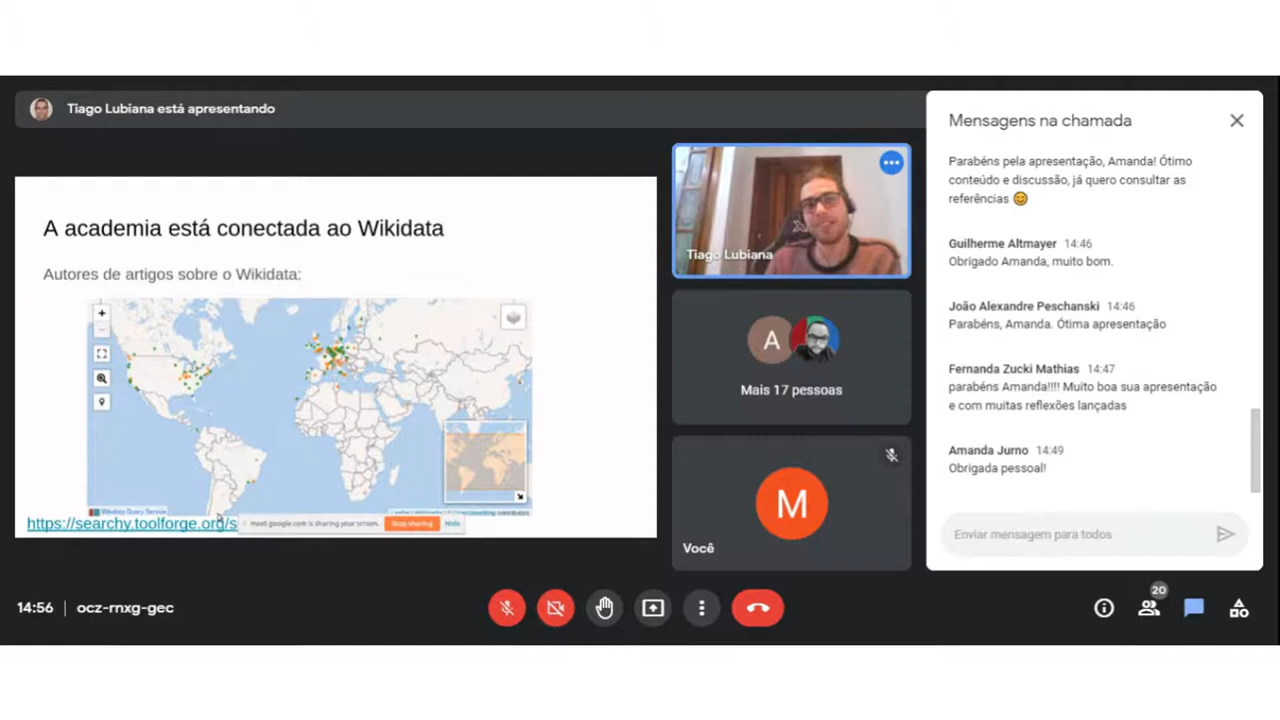 Tiago Lubiana está apresentando
A academia está conectada ao Wikidata
Autores de artigos sobre o Wikidata:
Wikidata Query Service
https://searchy.toolforge.org/s
meet.google.com is sharing your screen.
Stop sharing
Hide
Tiago Lubiana
A
Mais 17 pessoas
M
Você
Mensagens na chamada
Parabéns pela apresentação, Amanda! Ótimo
conteúdo e discussão, já quero consultar as
referências
Guilherme Altmayer 14:46
Obrigado Amanda, muito bom.
João Alexandre Peschanski 14:46
Parabéns, Amanda. Ótima apresentação
Fernanda Zucki Mathias 14:47
parabéns Amanda!!!! Muito boa sua apresentação
e com muitas reflexões lançadas
Amanda Jurno 14:49
Obrigada pessoal!
Enviar mensagem para todos
14:56 | ocz-rnxg-gec
20